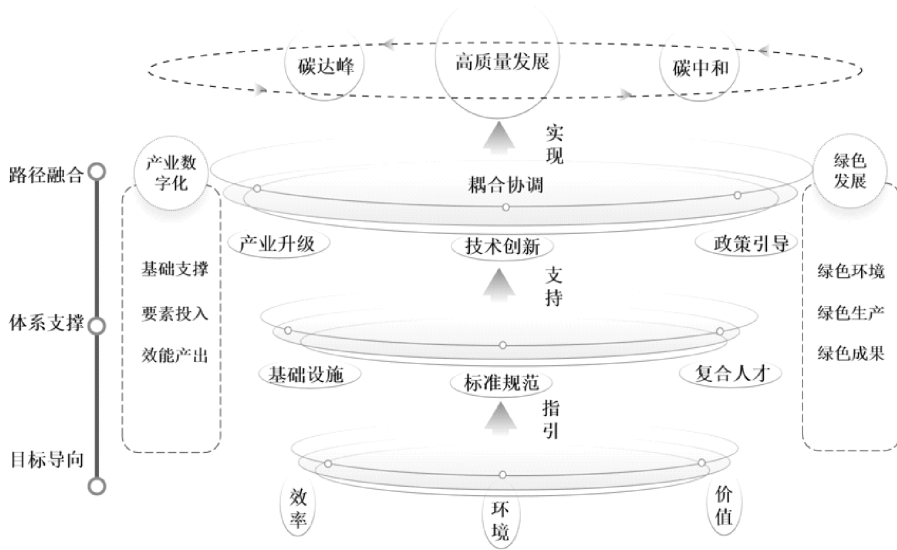 碳达峰
高质量发展
碳中和
实
现
路径融合
产业数
字化
耦合协调
绿色
发展
产业升级
技术创新
政策引导
基础支撑
要素投入
效能产出
支
持
绿色环境
绿色生产
绿色成果
体系支撑
基础设施
标准规范
复合人才
指
引
目标导向
效
率
环
境
价
值